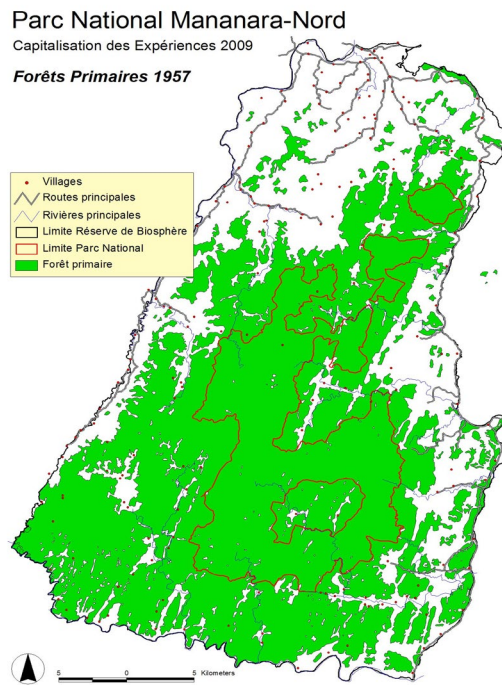 Parc National Mananara-Nord
Capitalisation des Expériences 2009
Forêts Primaires 1957
Villages
Routes principales
Rivières principales
Limite Réserve de Biosphère
Limite Parc National
Forêt primaire
5 0 5 Kilometers